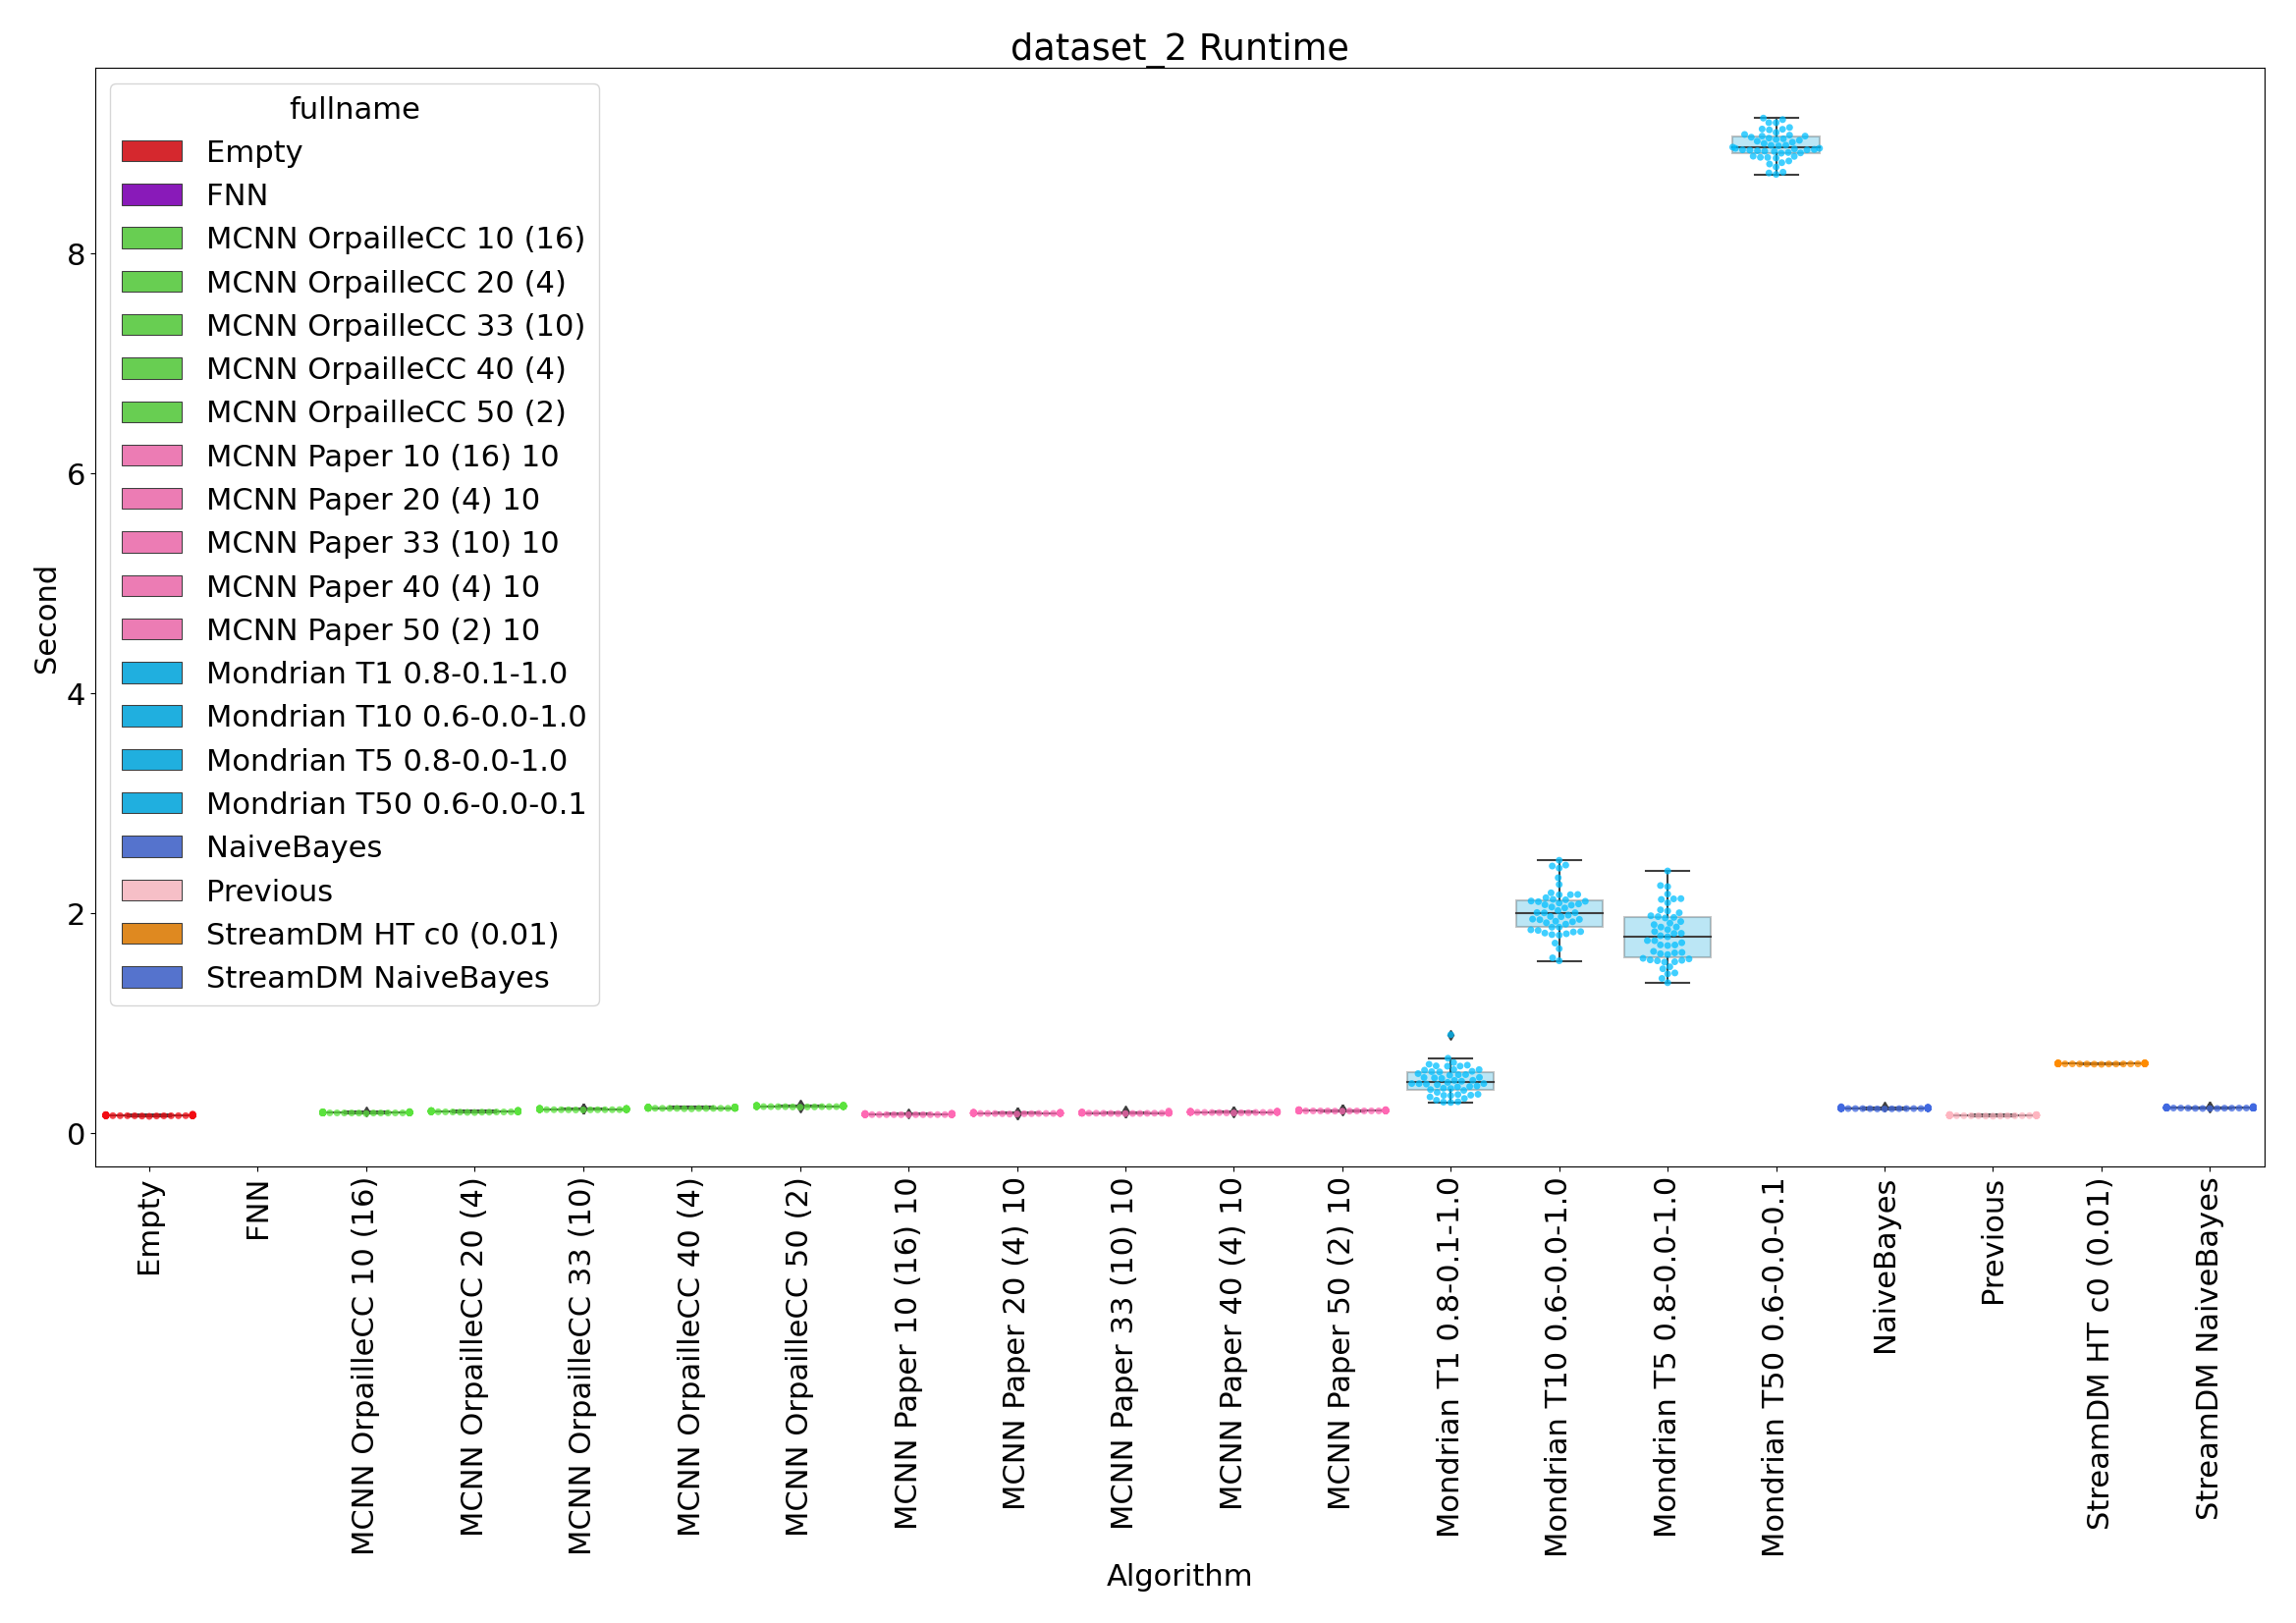 dataset_2 Runtime
fullname
Empty
FNN
MCNN OrpailleCC 10 (16)
MCNN OrpailleCC 20 (4)
MCNN OrpailleCC 33 (10)
MCNN OrpailleCC 40 (4)
MCNN OrpailleCC 50 (2)
MCNN Paper 10 (16) 10
MCNN Paper 20 (4) 10
MCNN Paper 33 (10) 10
MCNN Paper 40 (4) 10
MCNN Paper 50 (2) 10
Mondrian T1 0.8-0.1-1.0
Mondrian T10 0.6-0.0-1.0
Mondrian T5 0.8-0.0-1.0
Mondrian T50 0.6-0.0-0.1
NaiveBayes
Previous
StreamDM HT c0 (0.01)
StreamDM NaiveBayes
Second
8
6
4
2
0
Empty
FNN
MCNN OrpailleCC 10 (16)
MCNN OrpailleCC 20 (4)
MCNN OrpailleCC 33 (10)
MCNN OrpailleCC 40 (4)
MCNN OrpailleCC 50 (2)
MCNN Paper 10 (16) 10
MCNN Paper 20 (4) 10
MCNN Paper 33 (10) 10
MCNN Paper 40 (4) 10
MCNN Paper 50 (2) 10
Mondrian T1 0.8-0.1-1.0
Mondrian T10 0.6-0.0-1.0
Mondrian T5 0.8-0.0-1.0
Mondrian T50 0.6-0.0-0.1
NaiveBayes
Previous
StreamDM HT c0 (0.01)
StreamDM NaiveBayes
Algorithm